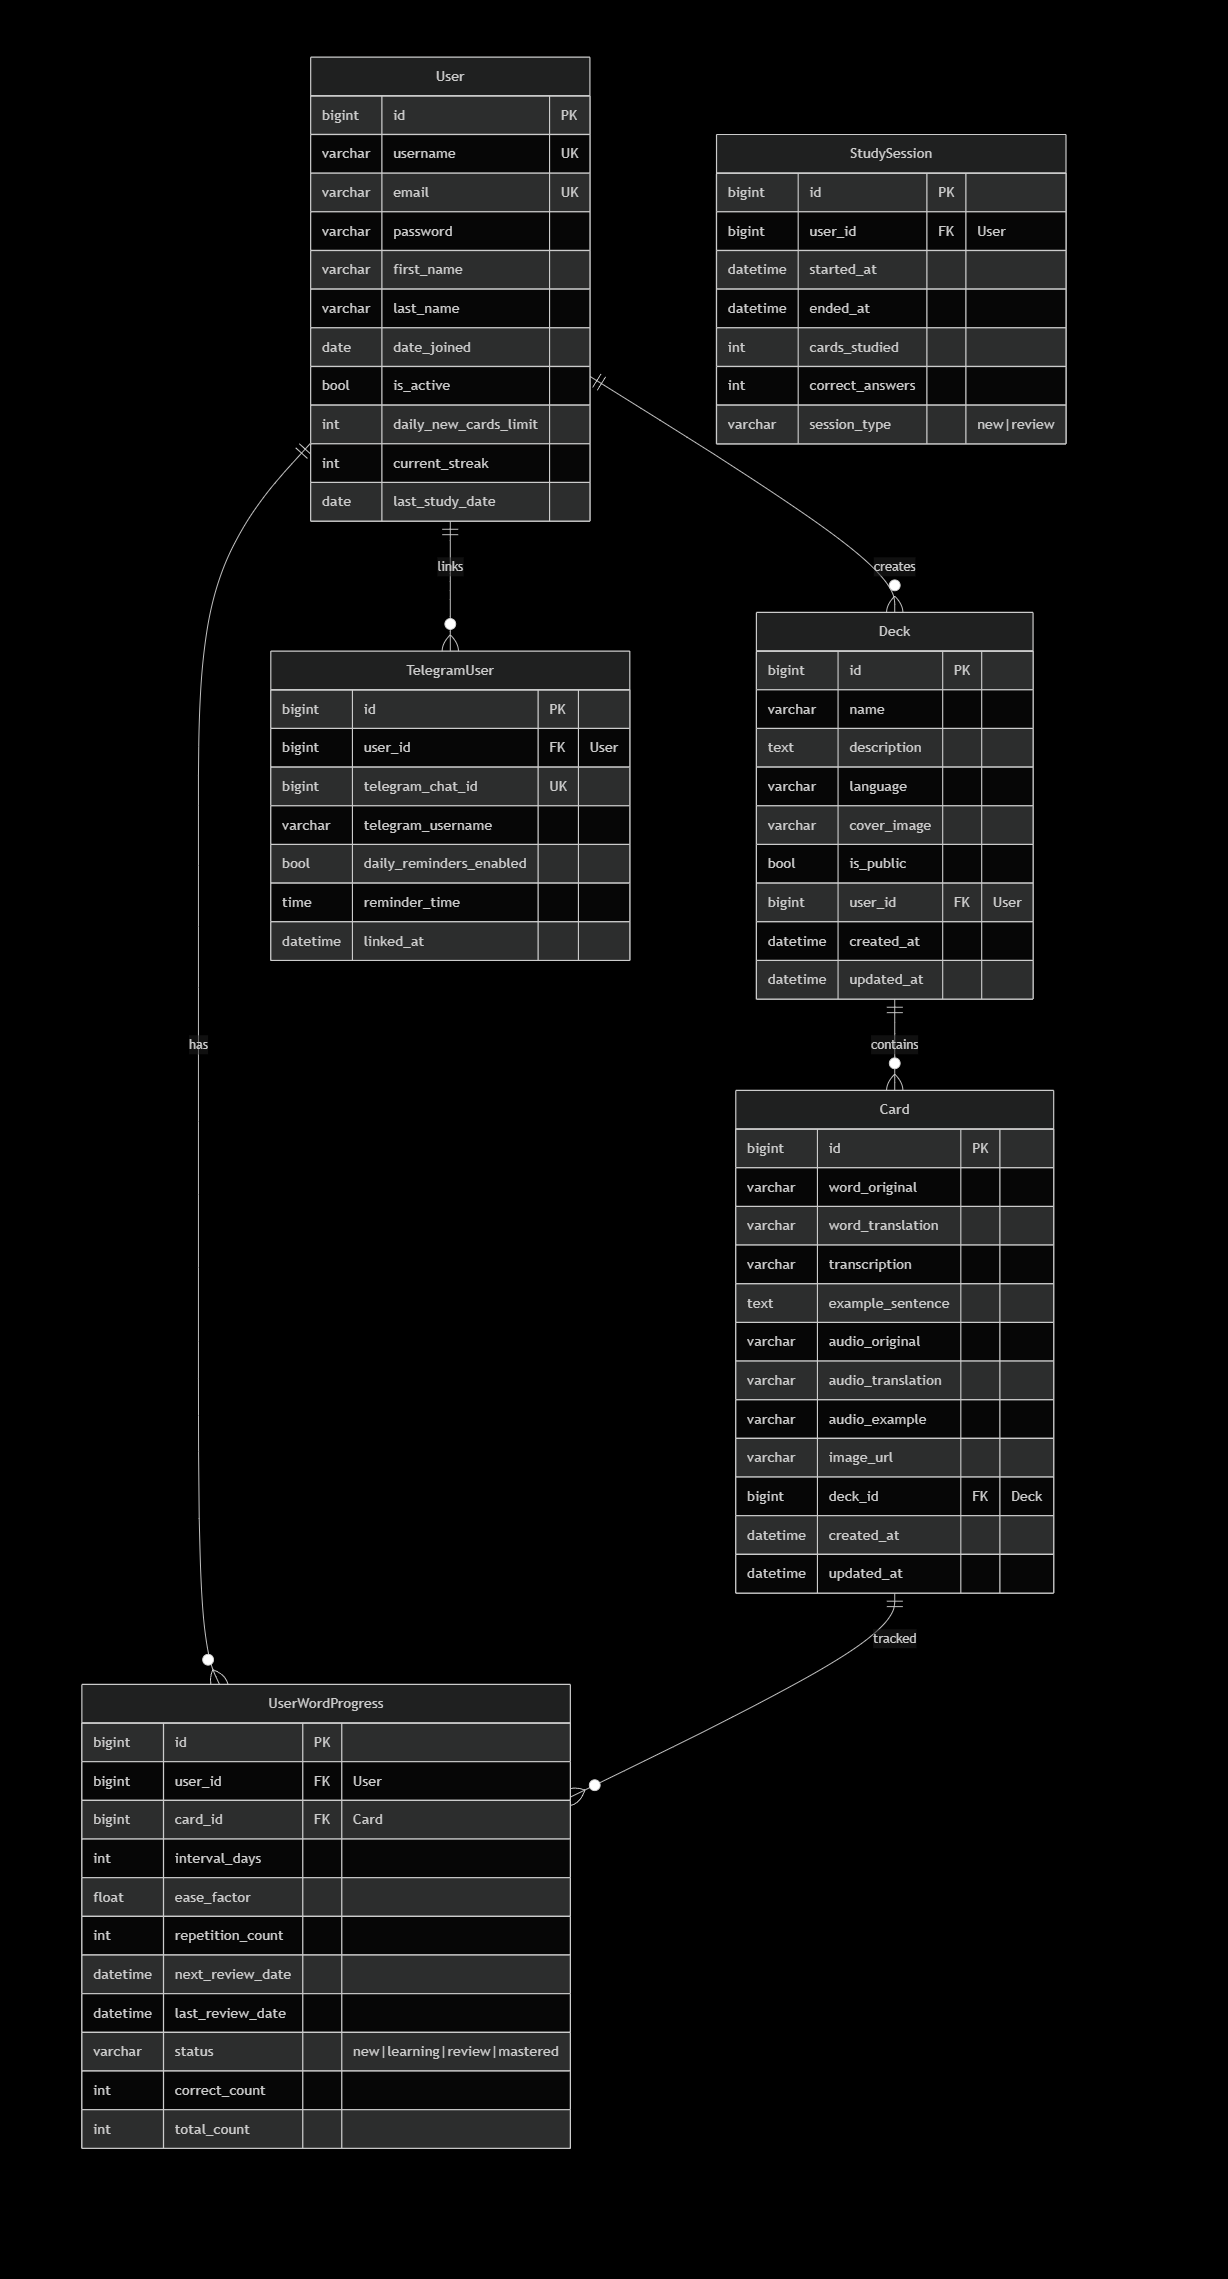 User
bigint id PK
varchar username UK
varchar email UK
varchar password
varchar first_name
varchar last_name
date date_joined
bool is_active
int daily_new_cards_limit
int current_streak
date last_study_date
StudySession
bigint id PK
bigint user_id FK User
datetime started_at
datetime ended_at
int cards_studied
int correct_answers
varchar session_type new|review
links
creates
TelegramUser
bigint id PK
bigint user_id FK User
bigint telegram_chat_id UK
varchar telegram_username
bool daily_reminders_enabled
time reminder_time
datetime linked_at
Deck
bigint id PK
varchar name
text description
varchar language
varchar cover_image
bool is_public
bigint user_id FK User
datetime created_at
datetime updated_at
has
contains
Card
bigint id PK
varchar word_original
varchar word_translation
varchar transcription
text example_sentence
varchar audio_original
varchar audio_translation
varchar audio_example
varchar image_url
bigint deck_id FK Deck
datetime created_at
datetime updated_at
tracked
UserWordProgress
bigint id PK
bigint user_id FK User
bigint card_id FK Card
int interval_days
float ease_factor
int repetition_count
datetime next_review_date
datetime last_review_date
varchar status new|learning|review|mastered
int correct_count
int total_count